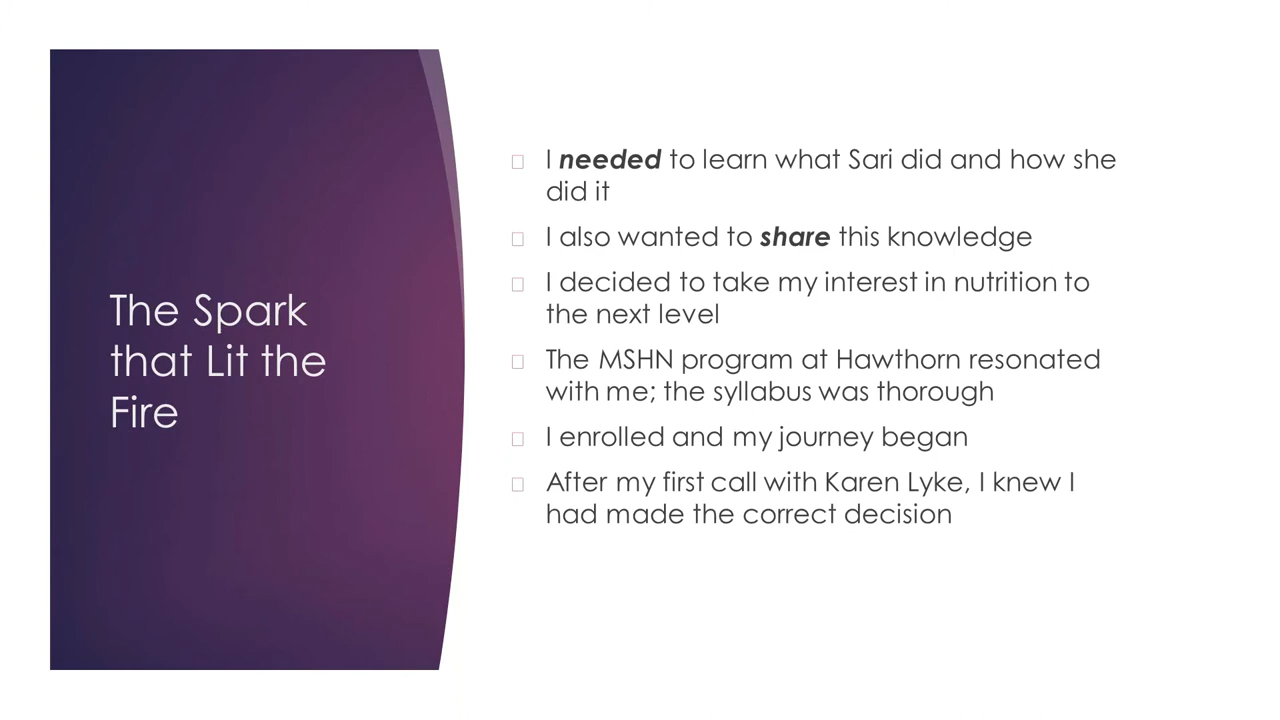 The Spark
that Lit the
Fire
I needed to learn what Sari did and how she
did it
I also wanted to share this knowledge
I decided to take my interest in nutrition to
the next level
The MSHN program at Hawthorn resonated
with me; the syllabus was thorough
I enrolled and my journey began
After my first call with Karen Lyke, I knew I
had made the correct decision